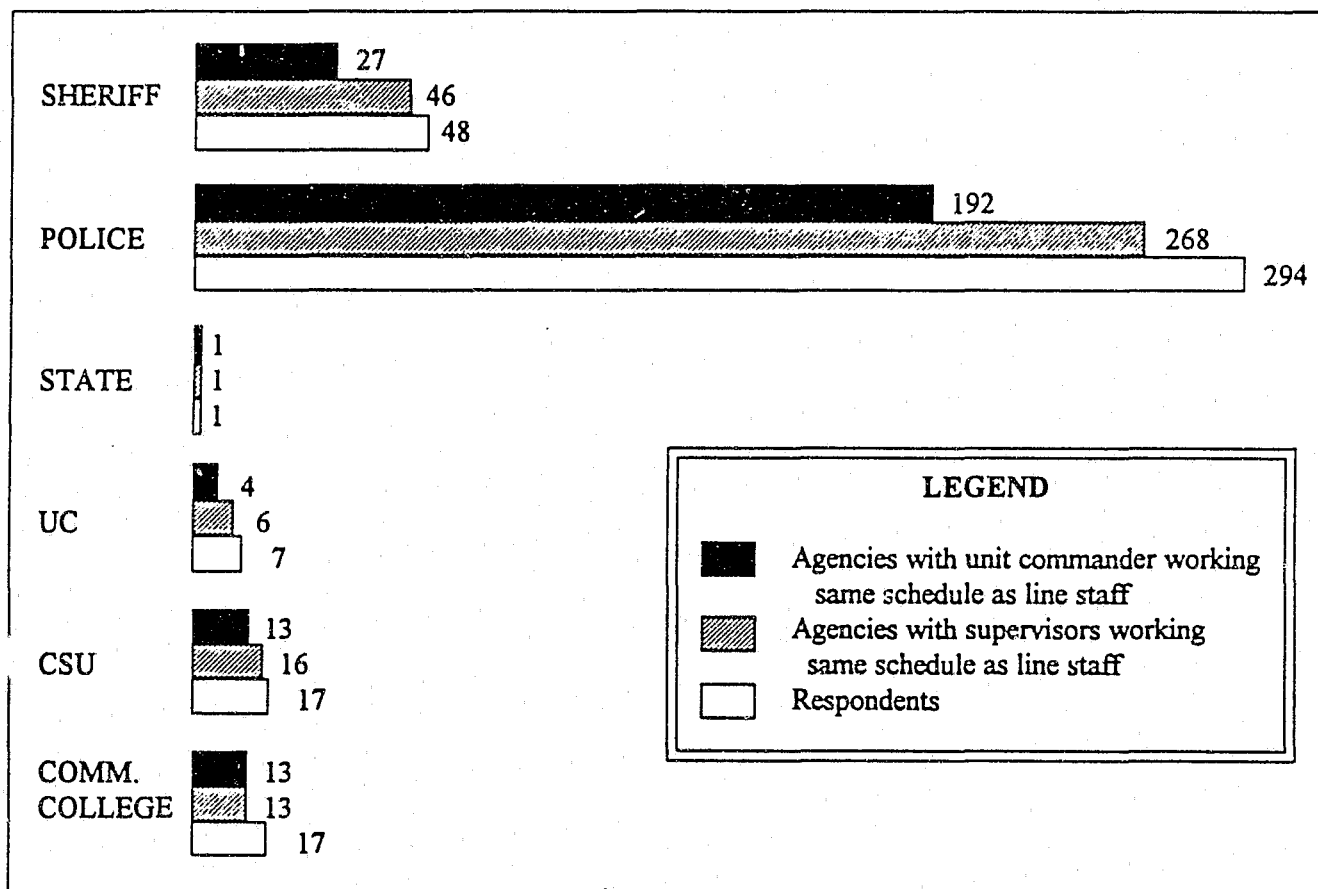 SHERIFF
27
46
48
POLICE
192
268
294
STATE
1
1
1
UC
4
6
7
CSU
13
16
17
COMM.
COLLEGE
13
13
17
LEGEND
Agencies with unit commander working
same schedule as line staff
Agencies with supervisors working
same schedule as line staff
Respondents